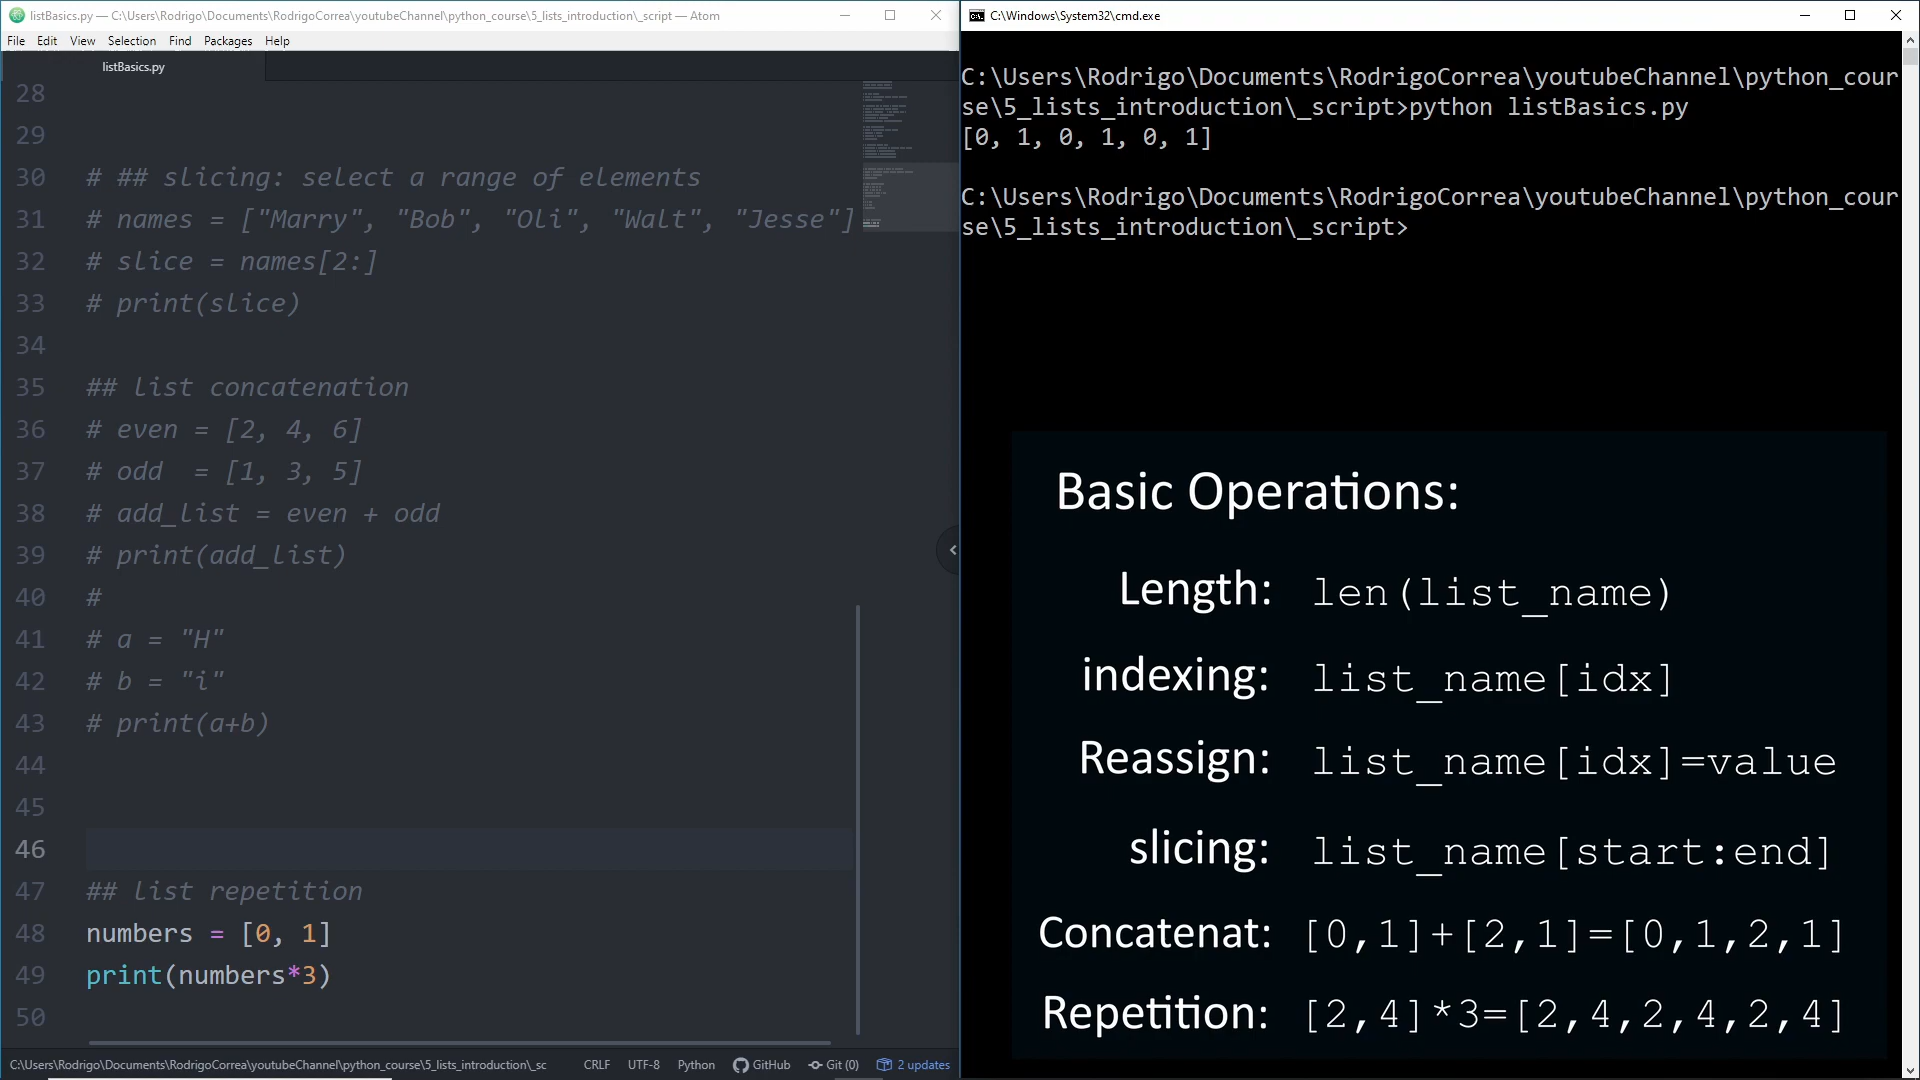 listBasics.py — C:\Users\Rodrigo\Documents\RodrigoCorrea\youtubeChannel\python_course\5_lists_introduction\_script — Atom
File Edit View Selection Find Packages Help
listBasics.py
28
29
30 # ## slicing: select a range of elements
31 # names = ["Marry", "Bob", "Oli", "Walt", "Jesse"]
32 # slice = names[2:]
33 # print(slice)
34
35 ## list concatenation
36 # even = [2, 4, 6]
37 # odd  = [1, 3, 5]
38 # add_list = even + odd
39 # print(add_list)
40 #
41 # a = "H"
42 # b = "i"
43 # print(a+b)
44
45
46
47 ## list repetition
48 numbers = [0, 1]
49 print(numbers*3)
50
C:\Users\Rodrigo\Documents\RodrigoCorrea\youtubeChannel\python_course\5_lists_introduction\_sc CRLF UTF-8 Python GitHub Git (0) 2 updates
C:\Windows\System32\cmd.exe
C:\Users\Rodrigo\Documents\RodrigoCorrea\youtubeChannel\python_cour
se\5_lists_introduction\_script>python listBasics.py
[0, 1, 0, 1, 0, 1]
C:\Users\Rodrigo\Documents\RodrigoCorrea\youtubeChannel\python_cour
se\5_lists_introduction\_script>
Basic Operations:
Length: len(list_name)
indexing: list_name[idx]
Reassign: list_name[idx]=value
slicing: list_name[start:end]
Concatenat: [0,1]+[2,1]=[0,1,2,1]
Repetition: [2,4]*3=[2,4,2,4,2,4]